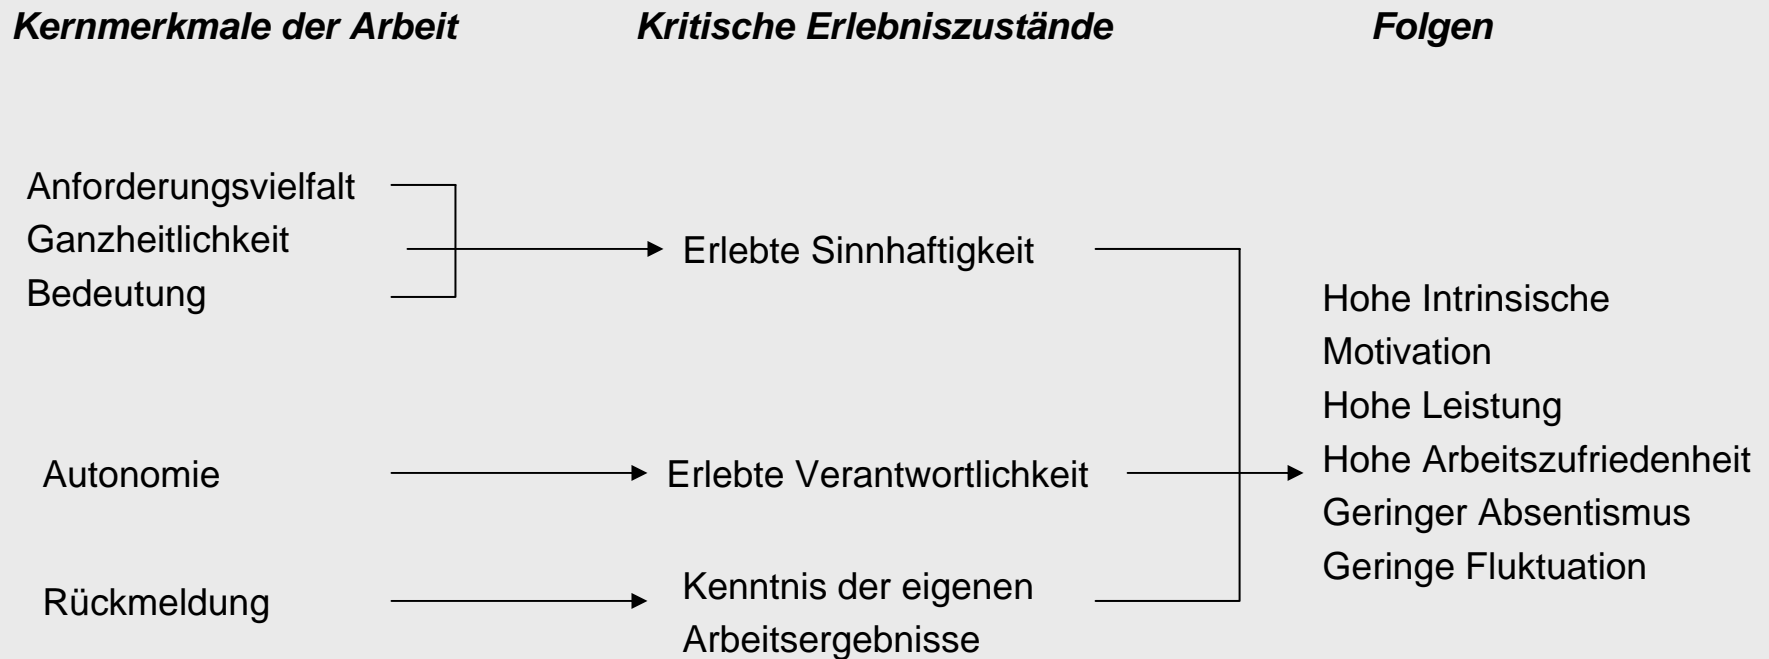 Kernmerkmale der Arbeit
Kritische Erlebniszustände
Folgen
Anforderungsvielfalt
Ganzheitlichkeit
Bedeutung
Erlebte Sinnhaftigkeit
Autonomie
Erlebte Verantwortlichkeit
Rückmeldung
Kenntnis der eigenen
Arbeitsergebnisse
Hohe Intrinsische
Motivation
Hohe Leistung
Hohe Arbeitszufriedenheit
Geringer Absentismus
Geringe Fluktuation